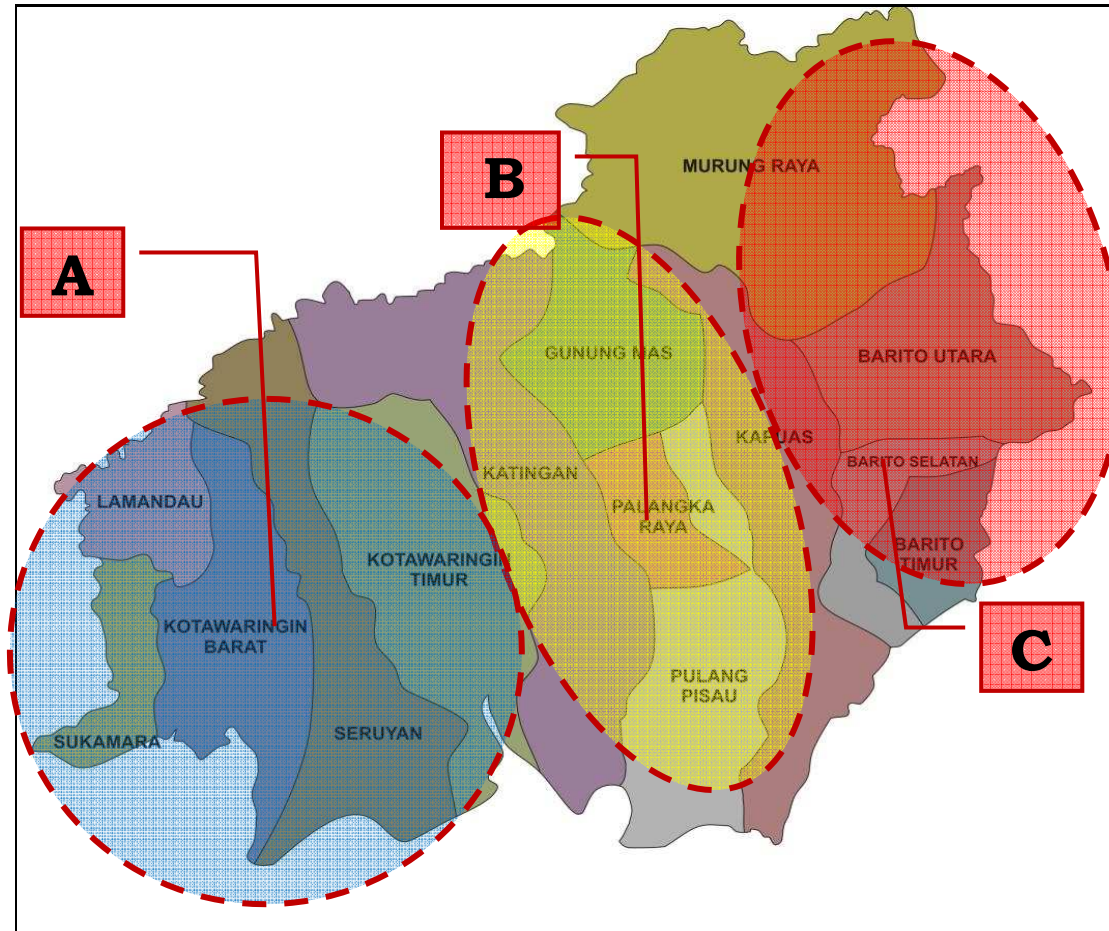 MURUNG RAYA
B
A
GUNUNG MAS
BARITO UTARA
KAPUAS
BARITO SELATAN
KATINGAN
LAMANDAU
PALANGKA
RAYA
BARITO
TIMUR
KOTAWARINGIN
TIMUR
KOTAWARINGIN
BARAT
C
PULANG
PISAU
SERUYAN
SUKAMARA